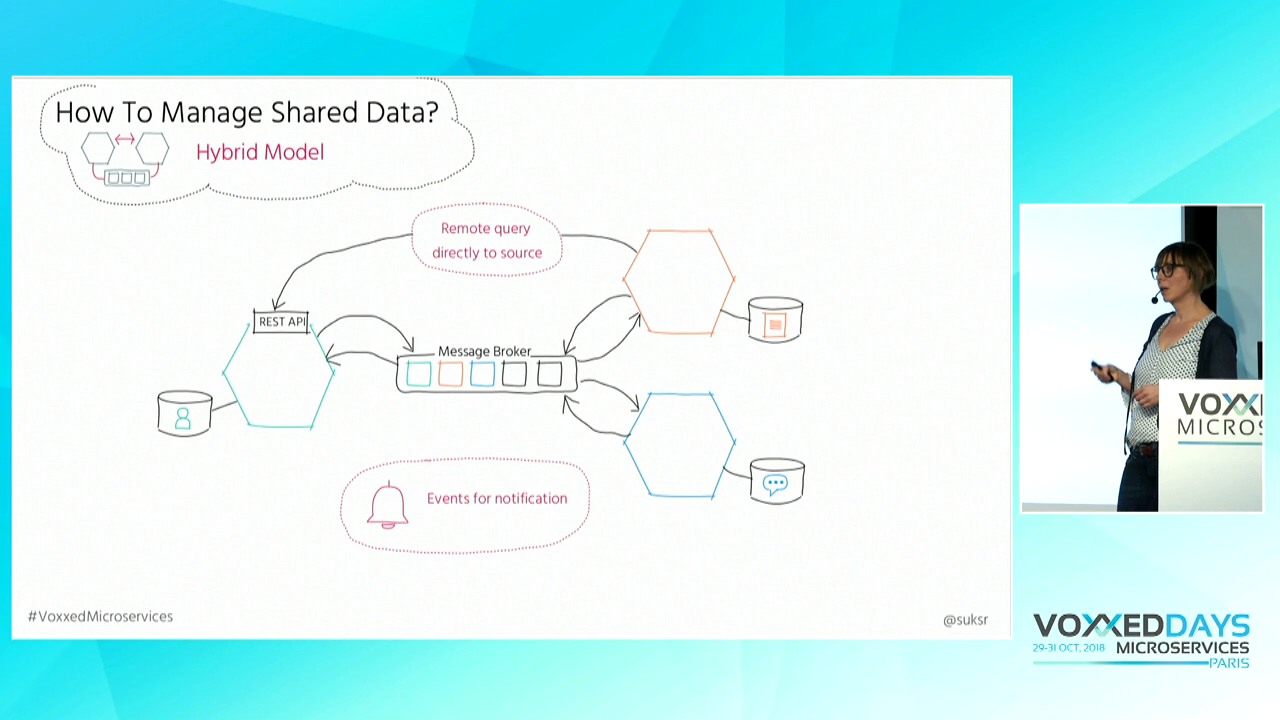 How To Manage Shared Data?
Hybrid Model
Remote query
directly to source
REST API
Message Broker
Events for notification
#VoxxedMicroservices
@suksr
VOXX
MICROS
VOXXEDDAYS
29-31 OCT, 2018 MICROSERVICES
PARIS